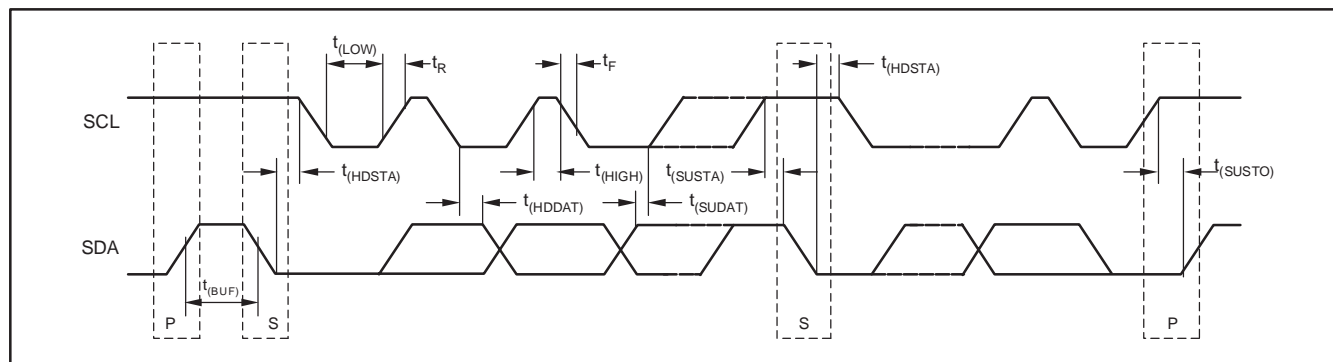 t(LOW)
tR
tF
t(HDSTA)
SCL
t(HDSTA)
t(HIGH)
t(SUSTA)
t(SUSTO)
t(HDDAT)
t(SUDAT)
SDA
t(BUF)
P
S
S
P